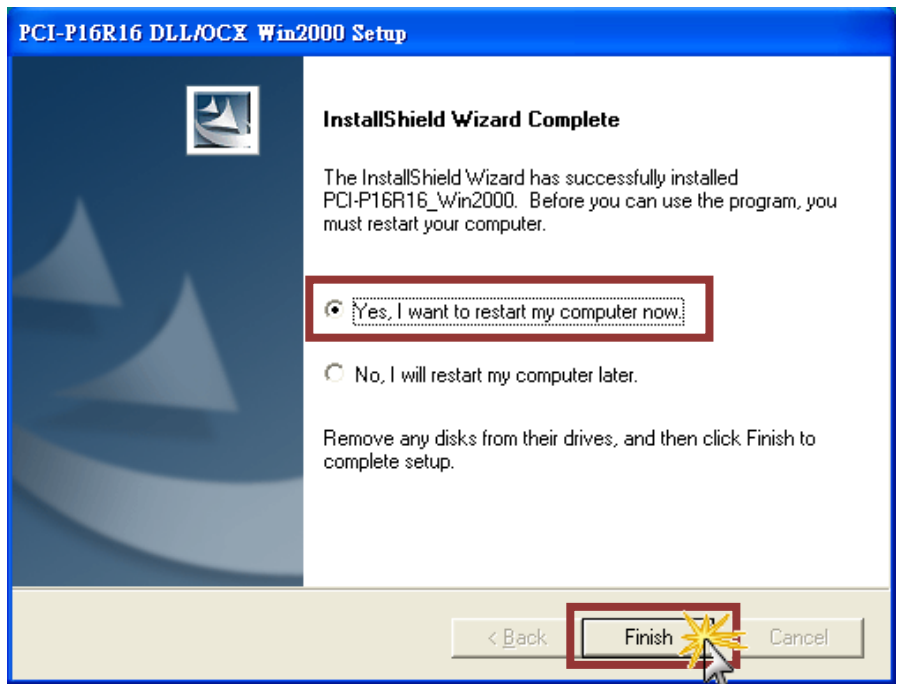 PCI-P16R16 DLL/OCX Win2000 Setup
InstallShield Wizard Complete
The InstallShield Wizard has successfully installed
PCI-P16R16_Win2000. Before you can use the program, you
must restart your computer.
Yes, I want to restart my computer now.
No, I will restart my computer later.
Remove any disks from their drives, and then click Finish to
complete setup.
< Back
Finish
Cancel